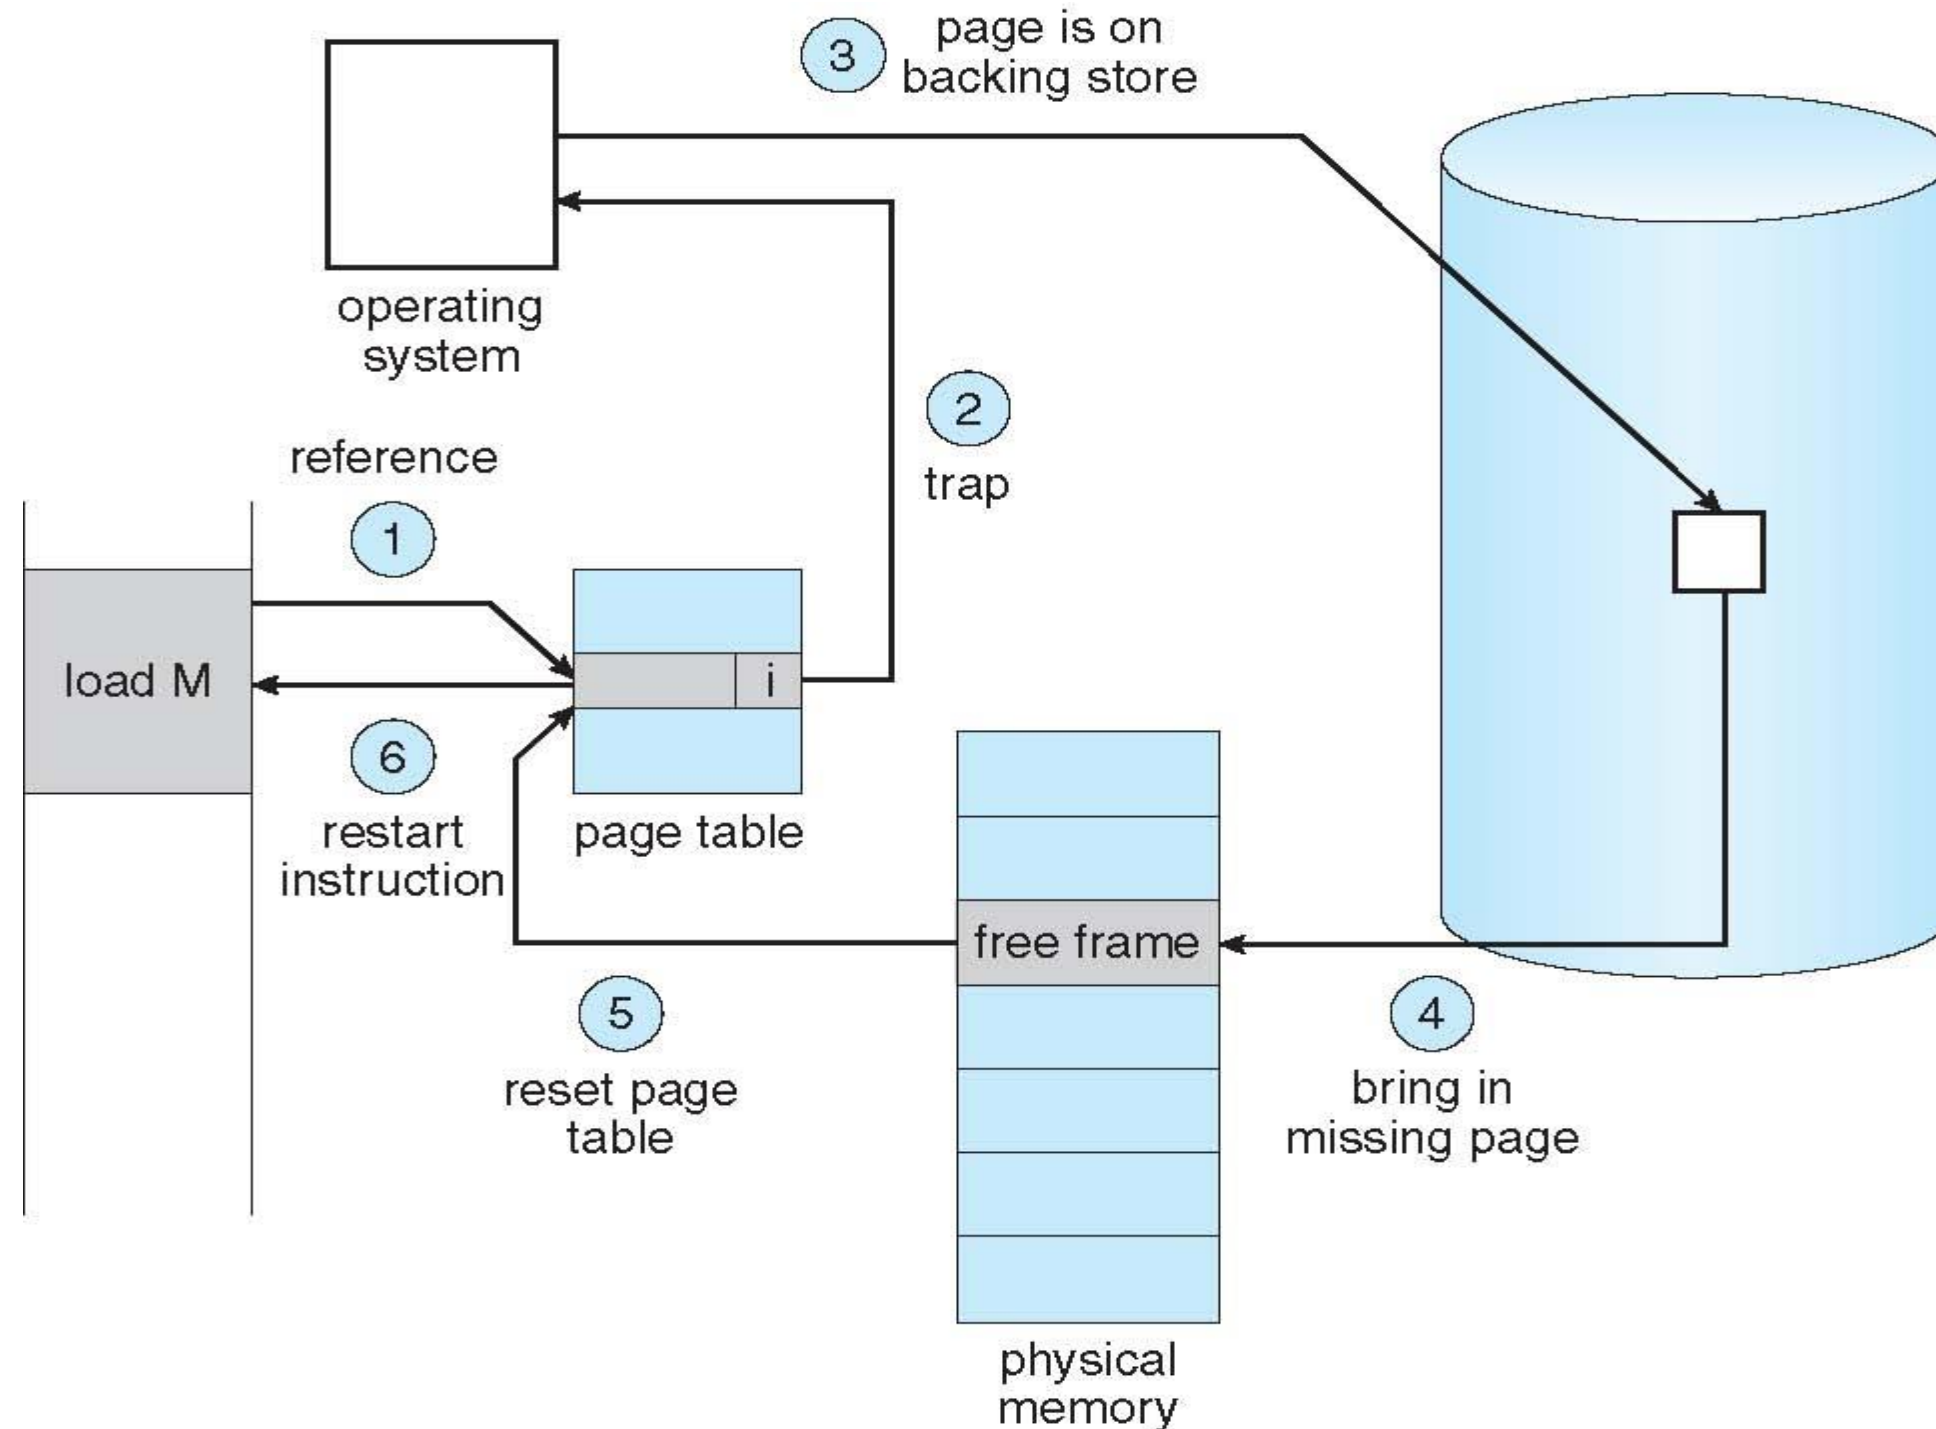 3
page is on
backing store
operating
system
2
trap
reference
1
load M
i
6
restart
instruction
page table
free frame
5
reset page
table
4
bring in
missing page
physical
memory